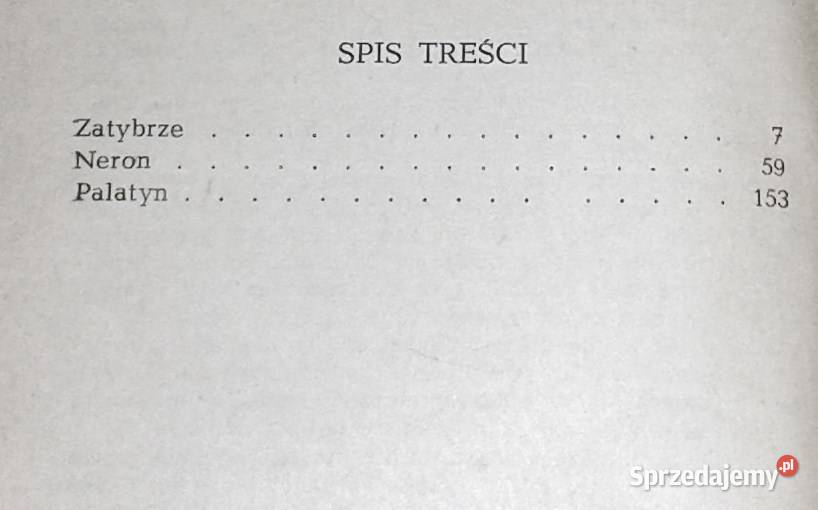 SPIS TREŚCI
Zatybrze . . . . . . . . . . . . . . . . 7
Neron . . . . . . . . . . . . . . . . . 59
Palatyn . . . . . . . . . . . . . . . . 153
Sprzedajemy.pl